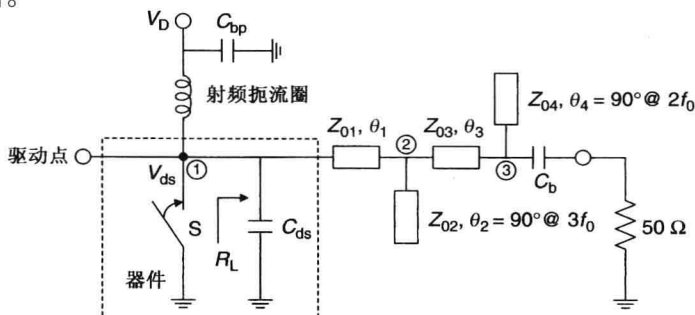 。
V_D
C_bp
射频扼流圈
Z_04, θ_4 = 90°@ 2f_0
Z_01, θ_1
②
Z_03, θ_3
驱动点
V_ds
①
③
C_b
S
R_L
C_ds
Z_02, θ_2 = 90°@ 3f_0
50 Ω
器件